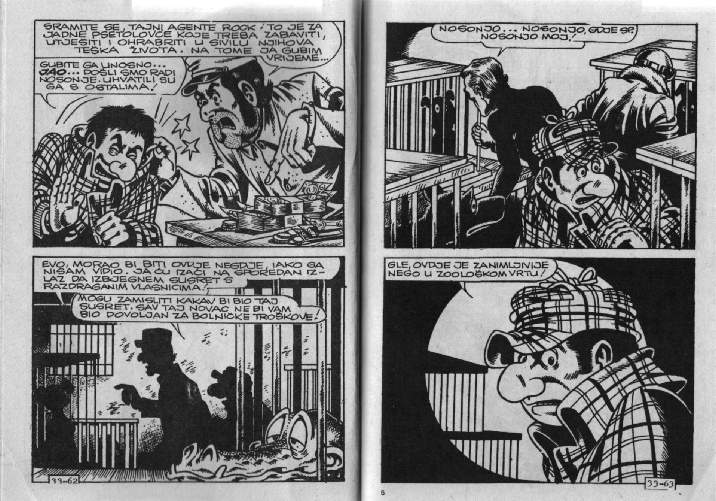 SRAMITE SE, TAJNI AGENTE ROCK! TO JE ZA
JADNE PSETOLOVCE KOJE TREBA ZABAVITI,
UTJEŠITI I OHRABRITI U SIVILU NJIHOVA
TEŠKA ŽIVOTA. NA TOME JA GUBIM
VRIJEME...
GUBITE GA UNOSNO...
JAO... DOŠLI SMO RADI
NOSONJE. UHVATILI SU
GA S OSTALIMA!
EVO, MORAO BI BITI OVDJE NEGDJE, IAKO GA
NISAM VIDIO. JA ĆU IZAĆI NA SPOREDAN IZ-
LAZ DA IZBJEGNEM SUSRET S
RAZDRAGANIM VLASNICIMA!
MOGU ZAMISLITI KAKAV BI BIO TAJ
SUSRET. SAV TAJ NOVAC NE BI VAM
BIO DOVOLJAN ZA BOLNIČKE TROŠKOVE!
33-62
NOSONJO... NOSONJO, GDJE SI?
NOSONJO MOJ!
GLE, OVDJE JE ZANIMLJIVIJE
NEGO U ZOOLOŠKOM VRTU!
6
33-63